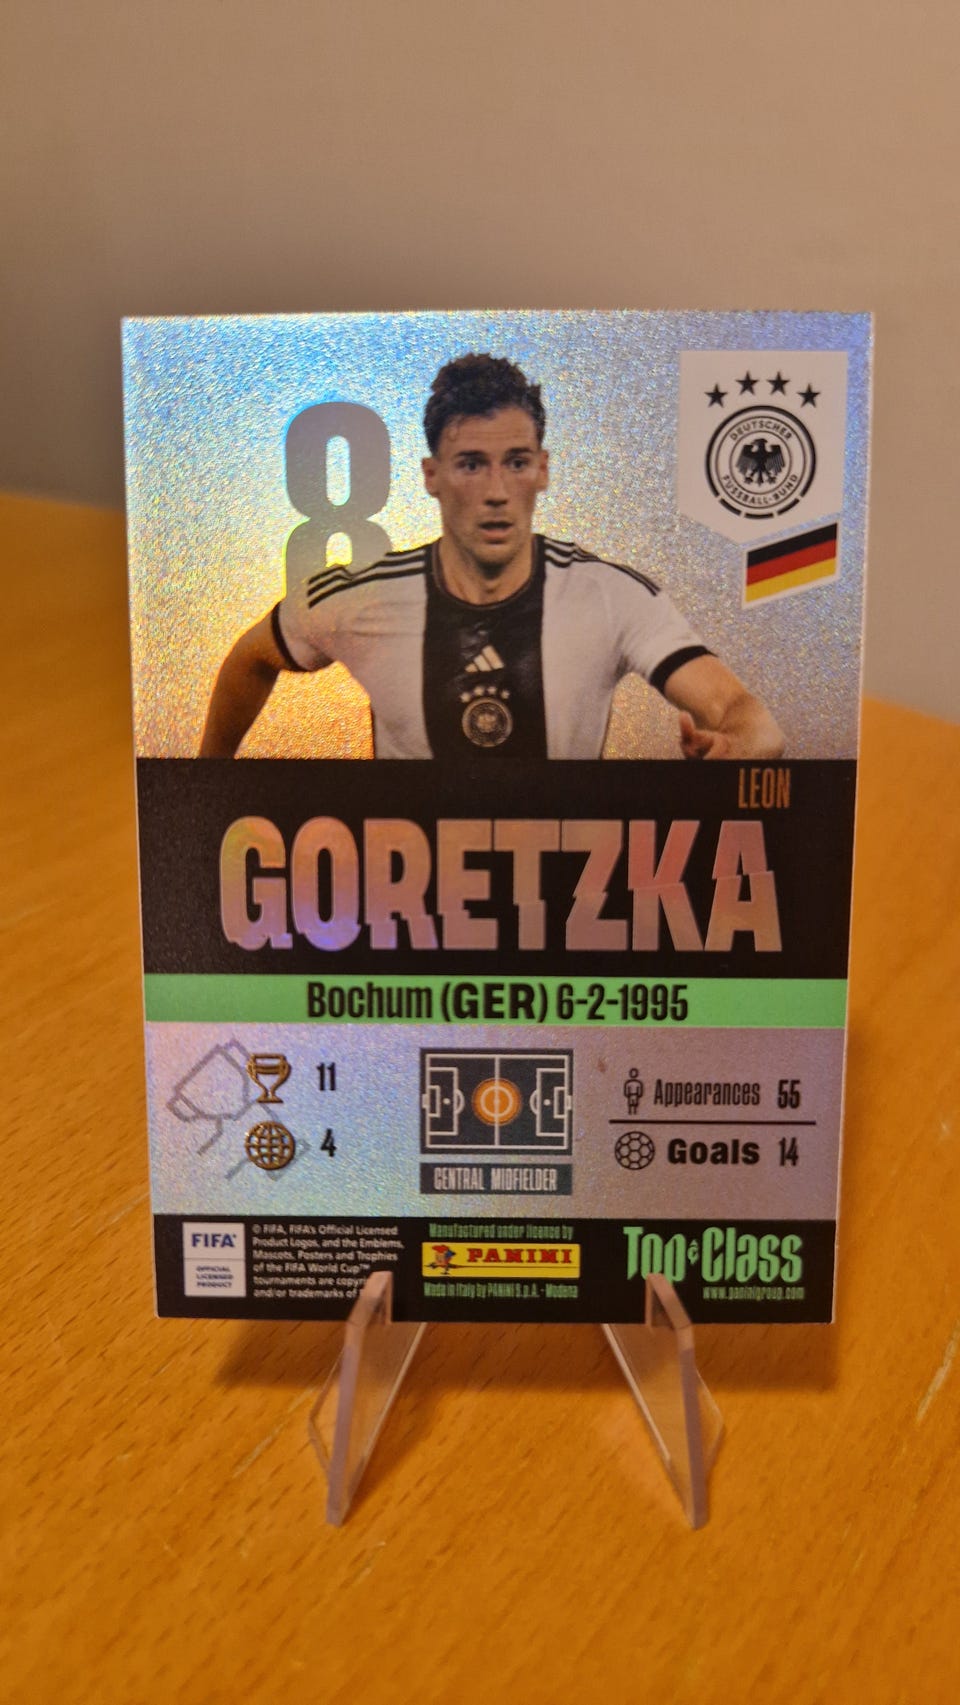 8
DEUTSCHER
FUSSBALL-BUND
LEON
GORETZKA
Bochum (GER) 6-2-1995
11
4
CENTRAL MIDFIELDER
Appearances 55
Goals 14
FIFA
OFFICIAL
LICENSED
PRODUCT
© FIFA, FIFA's Official Licensed
Product Logos, and the Emblems,
Mascots, Posters and Trophies
of the FIFA World Cup™
tournaments are
and/or trademarks of
Manufactured under licence by
PANINI
Made in Italy by PANINI S.p.A. - Modena
Top Class
www.paninigroup.com